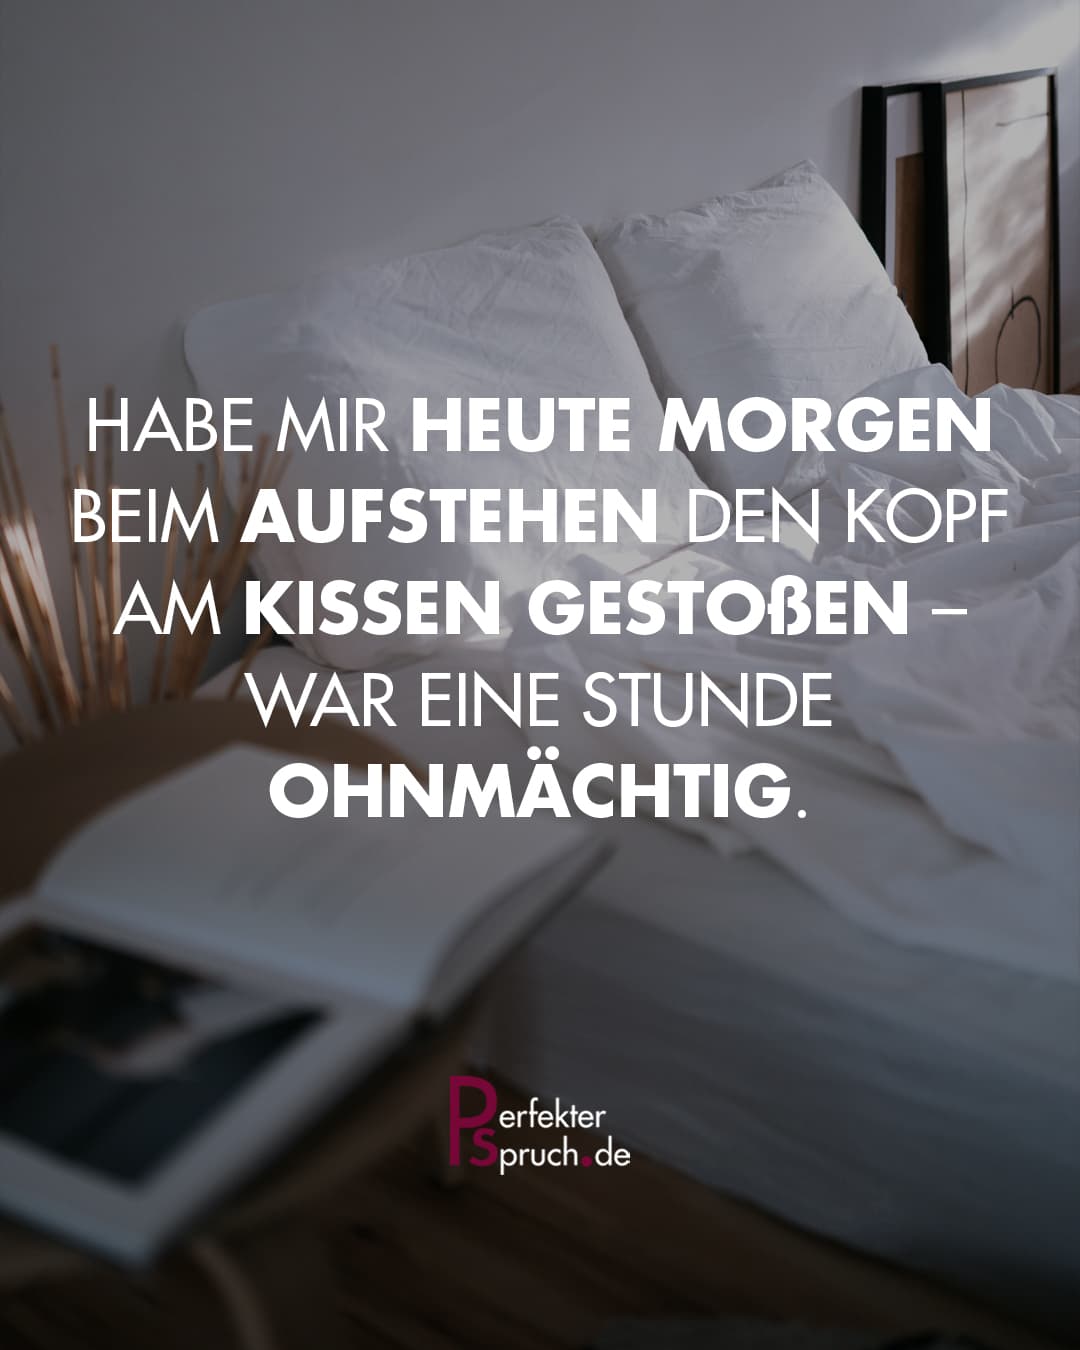 HABE MIR HEUTE MORGEN
BEIM AUFSTEHEN DEN KOPF
AM KISSEN GESTOßEN –
WAR EINE STUNDE
OHNMÄCHTIG.
Perfekter
Spruch.de